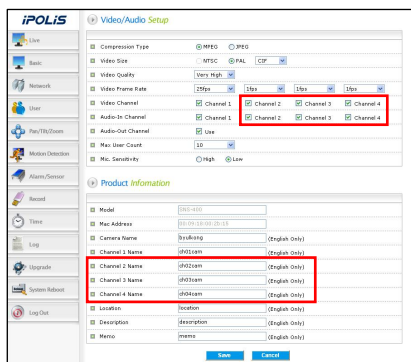 iPOLiS
Live
Basic
Network
User
Pan/Tilt/Zoom
Motion Detection
Alarm/Sensor
Record
Time
Log
Upgrade
System Reboot
Log Out
Video/Audio Setup
Compression Type MPEG JPEG
Video Size NTSC PAL CIF
Video Quality Very High
Video Frame Rate 25fps 1fps 1fps 1fps
Video Channel Channel 1 Channel 2 Channel 3 Channel 4
Audio-In Channel Channel 1 Channel 2 Channel 3 Channel 4
Audio-Out Channel Use
Max User Count 10
Mic. Sensitivity High Low
Product Infomation
Model SNS-400
Mac Address
Camera Name byulkong (English Only)
Channel 1 Name ch01cam (English Only)
Channel 2 Name ch02cam (English Only)
Channel 3 Name ch03cam (English Only)
Channel 4 Name ch04cam (English Only)
Location location (English Only)
Description description (English Only)
Memo memo (English Only)
Save Cancel